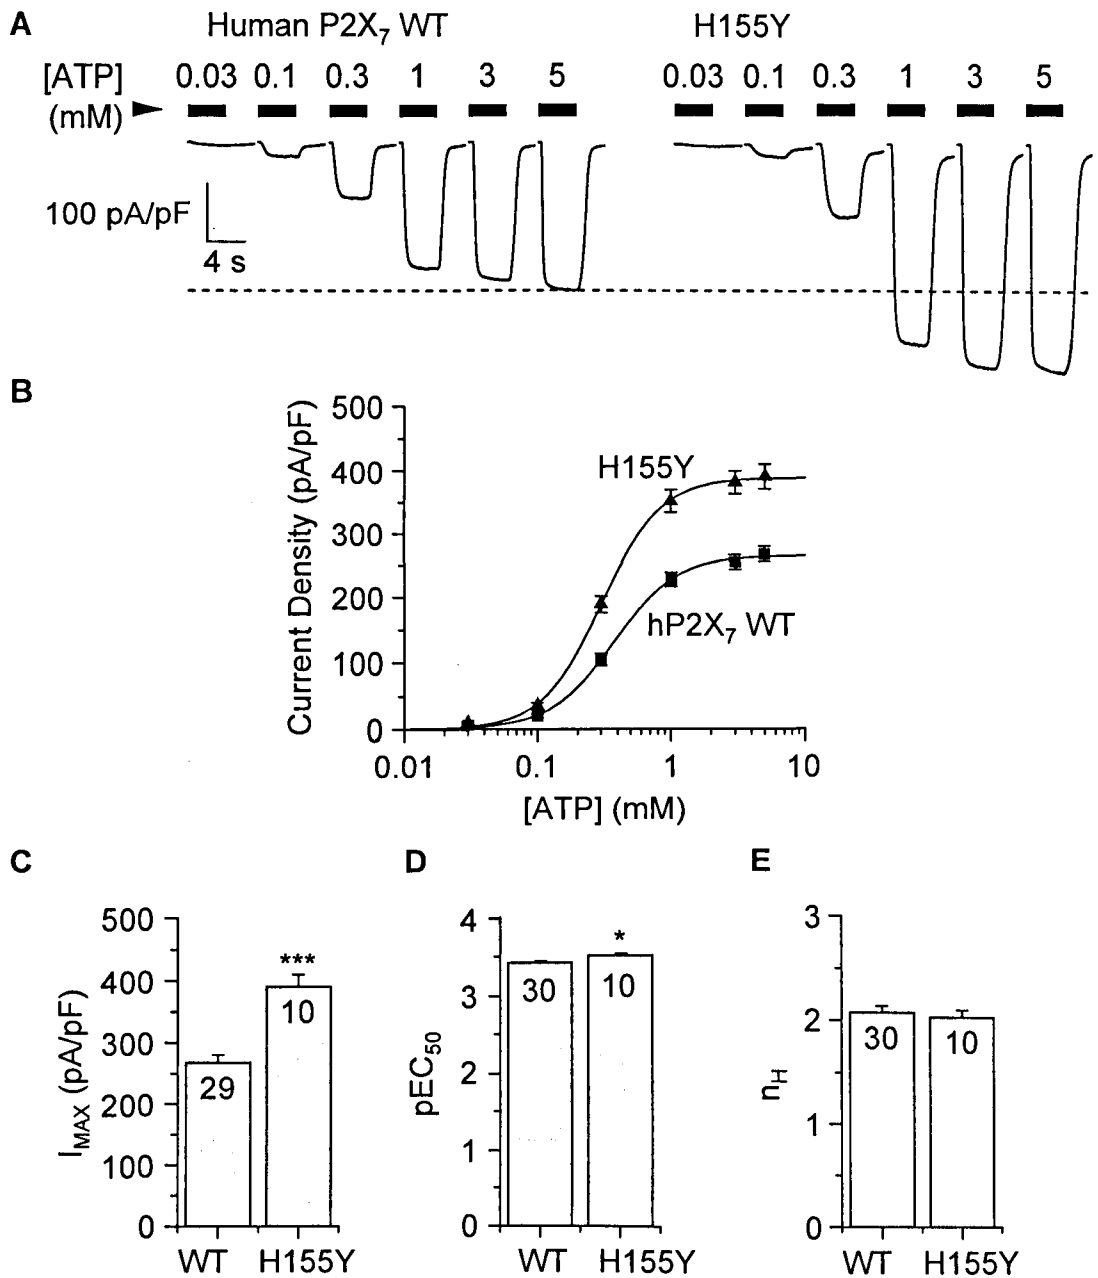 A
Human P2X7 WT
H155Y
[ATP] 0.03 0.1 0.3 1 3 5 0.03 0.1 0.3 1 3 5
(mM)
100 pA/pF
4 s
B
Current Density (pA/pF)
500
400
300
200
100
0
H155Y
hP2X7 WT
0.01 0.1 1 10
[ATP] (mM)
C
IMAX (pA/pF)
500
400
300
200
100
0
***
29
10
WT H155Y
D
pEC50
4
3
2
1
0
*
30
10
WT H155Y
E
nH
3
2
1
0
30
10
WT H155Y